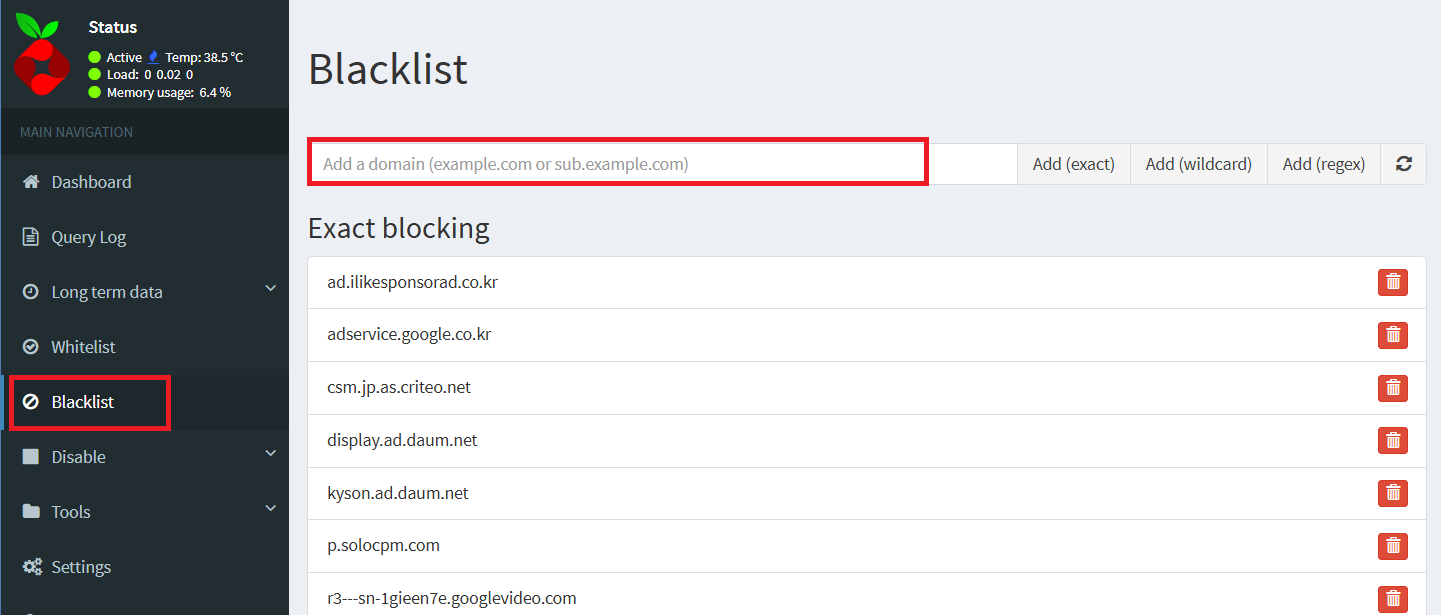 Status
Active Temp: 38.5 °C
Load: 0 0.02 0
Memory usage: 6.4 %
MAIN NAVIGATION
Dashboard
Query Log
Long term data
Whitelist
Blacklist
Disable
Tools
Settings
Blacklist
Add a domain (example.com or sub.example.com)
Add (exact)
Add (wildcard)
Add (regex)
Exact blocking
ad.ilikesponsorad.co.kr
adservice.google.co.kr
csm.jp.as.criteo.net
display.ad.daum.net
kyson.ad.daum.net
p.solocpm.com
r3---sn-1gieen7e.googlevideo.com